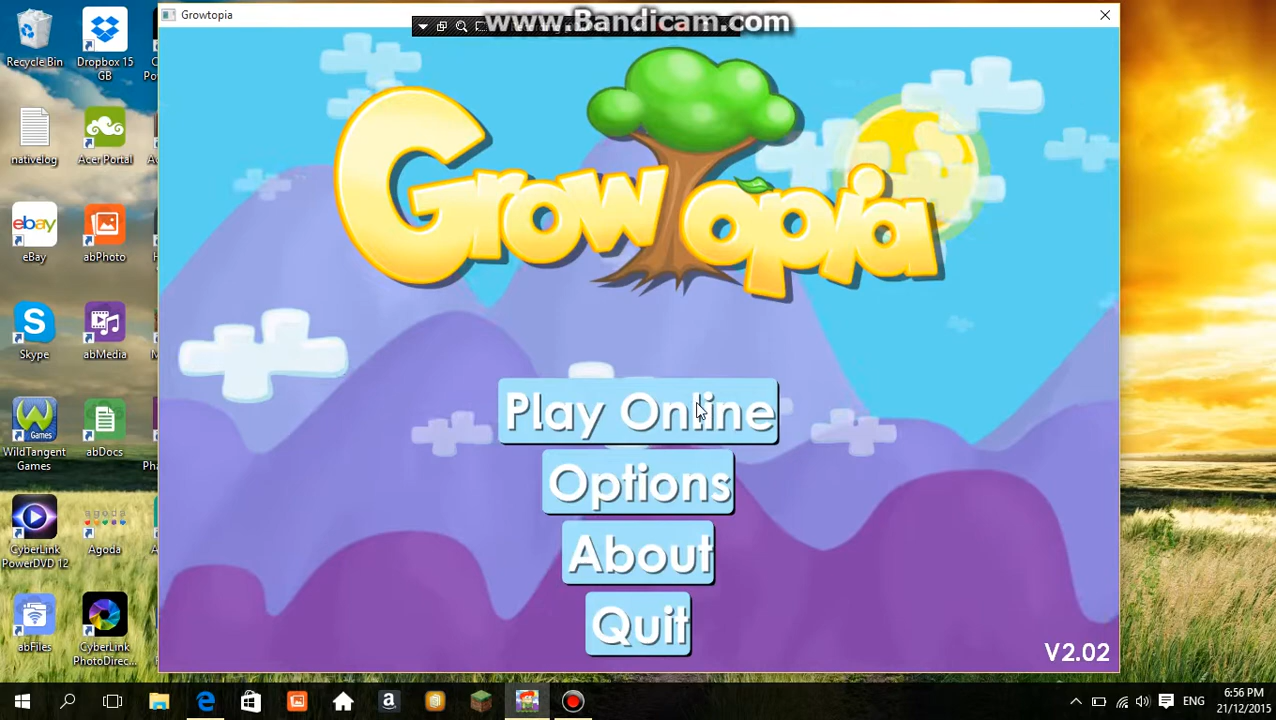 Growtopia
www.Bandicam.com
Recycle Bin
Dropbox 15
GB
nativelog
Acer Portal
eBay
abPhoto
Skype
abMedia
WildTangent
Games
abDocs
CyberLink
PowerDVD 12
Agoda
abFiles
CyberLink
PhotoDirec...
Growtopia
Play Online
Options
About
Quit
V2.02
ENG
6:56 PM
21/12/2015